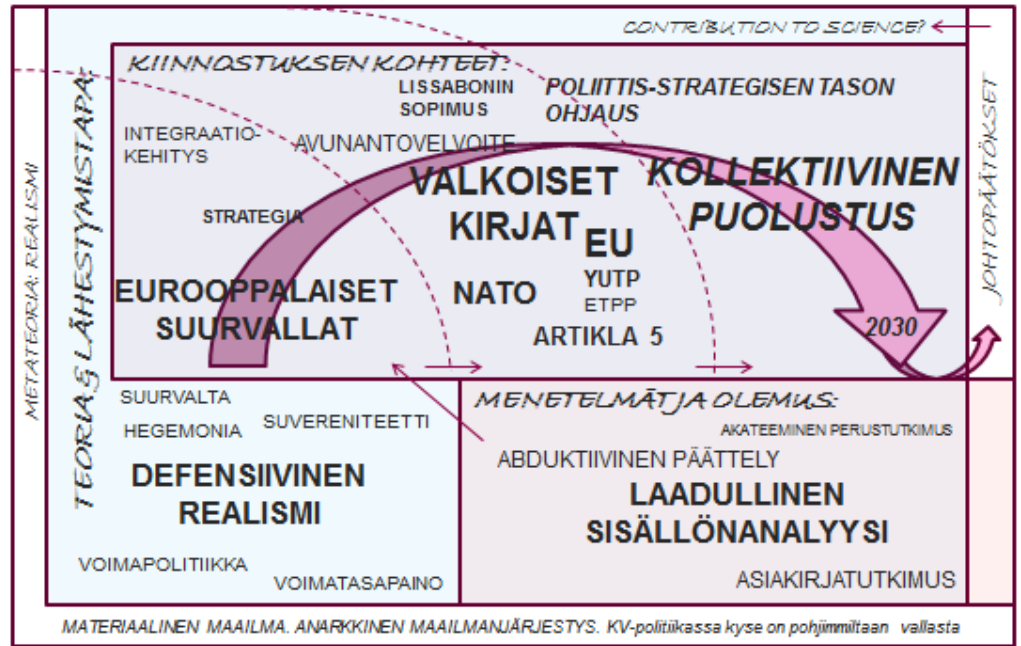 CONTRIBUTION TO SCIENCE?
METATEORIA: REALISMI
TEORIA & LÄHESTYMISTAPA:
KIINNOSTUKSEN KOHTEET:
LISSABONIN
SOPIMUS
POLIITTIS-STRATEGISEN TASON
OHJAUS
INTEGRAATIO-
KEHITYS
AVUNANTOVELVOITE
VALKOISET
KIRJAT
KOLLEKTIIVINEN
PUOLUSTUS
STRATEGIA
EU
YUTP
ETPP
EUROOPPALAISET
SUURVALLAT
NATO
ARTIKLA 5
2030
JOHTOPÄÄTÖKSET
SUURVALTA
HEGEMONIA
SUVERENITEETTI
DEFENSIIVINEN
REALISMI
VOIMAPOLITIIKKA
VOIMATASAPAINO
MENETELMÄT JA OLEMUS:
AKATEEMINEN PERUSTUTKIMUS
ABDUKTIIVINEN PÄÄTTELY
LAADULLINEN
SISÄLLÖNANALYYSI
ASIAKIRJATUTKIMUS
MATERIAALINEN MAAILMA. ANARKKINEN MAAILMANJÄRJESTYS. KV-politiikassa kyse on pohjimmiltaan vallasta